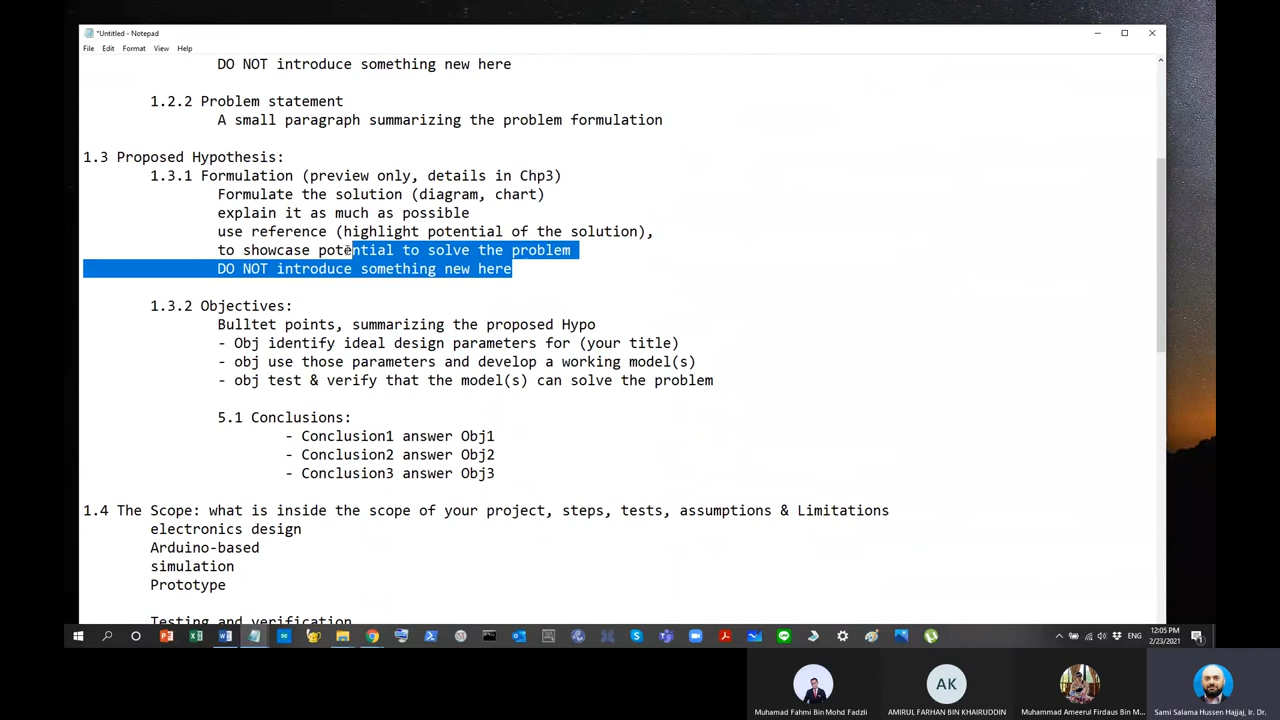 *Untitled - Notepad
File Edit Format View Help
DO NOT introduce something new here
1.2.2 Problem statement
A small paragraph summarizing the problem formulation
1.3 Proposed Hypothesis:
1.3.1 Formulation (preview only, details in Chp3)
Formulate the solution (diagram, chart)
explain it as much as possible
use reference (highlight potential of the solution),
to showcase potential to solve the problem
DO NOT introduce something new here
1.3.2 Objectives:
Bulltet points, summarizing the proposed Hypo
- Obj identify ideal design parameters for (your title)
- obj use those parameters and develop a working model(s)
- obj test & verify that the model(s) can solve the problem
5.1 Conclusions:
- Conclusion1 answer Obj1
- Conclusion2 answer Obj2
- Conclusion3 answer Obj3
1.4 The Scope: what is inside the scope of your project, steps, tests, assumptions & Limitations
electronics design
Arduino-based
simulation
Prototype
Testing and verification
ENG
12:05 PM
2/23/2021
AK
Muhamad Fahmi Bin Mohd Fadzli
AMIRUL FARHAN BIN KHAIRUDDIN
Muhammad Ameerul Firdaus Bin M...
Sami Salama Hussen Hajjaj, Ir. Dr.